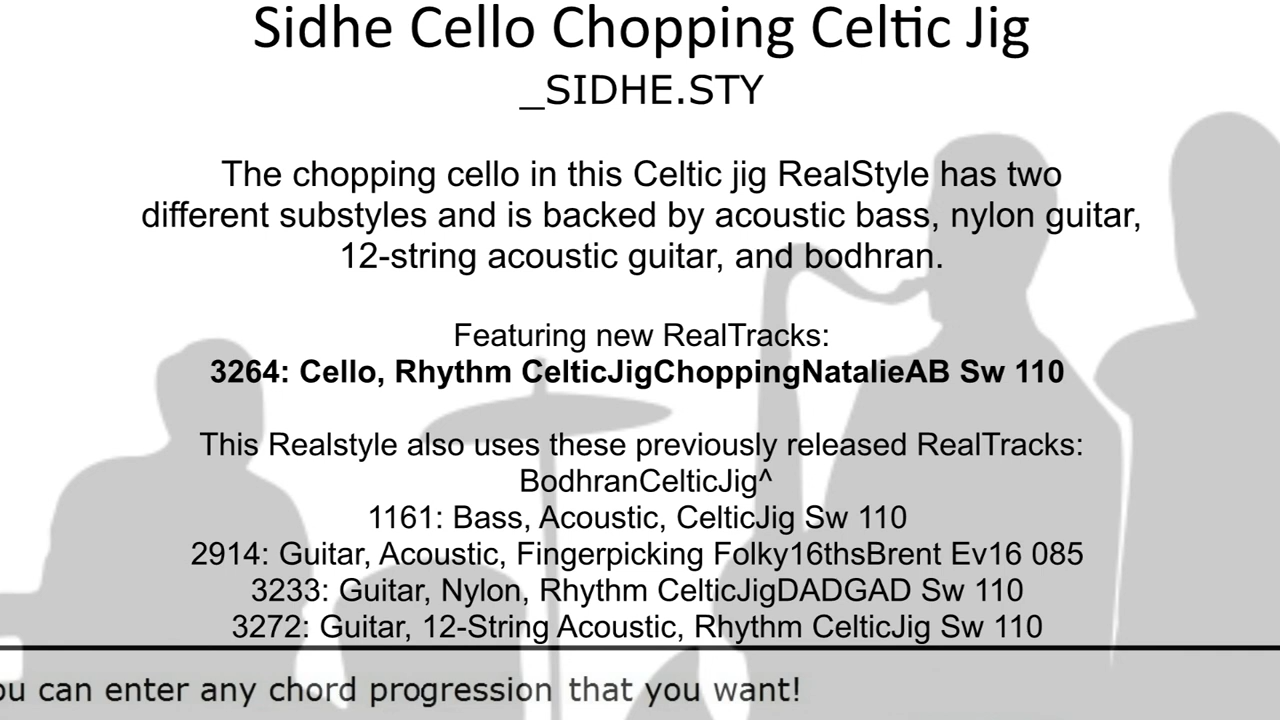 Sidhe Cello Chopping Celtic Jig
_SIDHE.STY
The chopping cello in this Celtic jig RealStyle has two
different substyles and is backed by acoustic bass, nylon guitar,
12-string acoustic guitar, and bodhran.
Featuring new RealTracks:
3264: Cello, Rhythm CelticJigChoppingNatalieAB Sw 110
This Realstyle also uses these previously released RealTracks:
BodhranCelticJig^
1161: Bass, Acoustic, CelticJig Sw 110
2914: Guitar, Acoustic, Fingerpicking Folky16thsBrent Ev16 085
3233: Guitar, Nylon, Rhythm CelticJigDADGAD Sw 110
3272: Guitar, 12-String Acoustic, Rhythm CelticJig Sw 110
ou can enter any chord progression that you want!